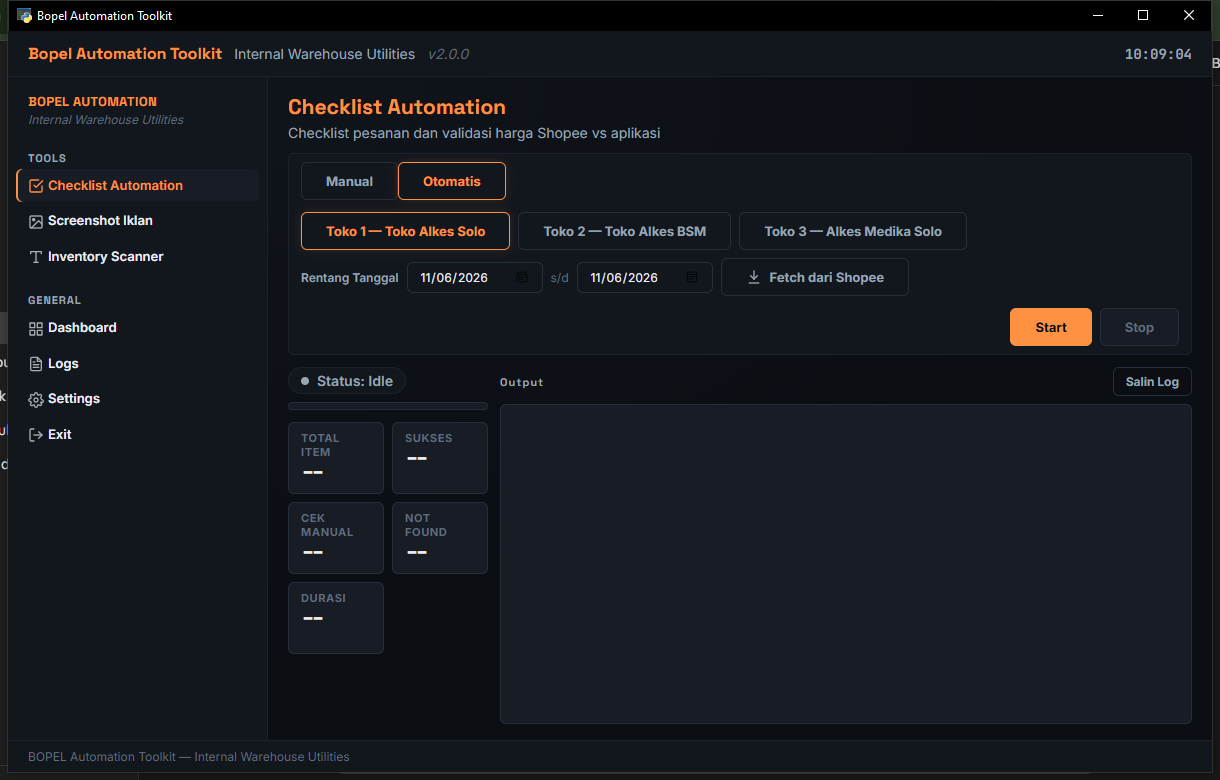 Bopel Automation Toolkit
Bopel Automation Toolkit Internal Warehouse Utilities v2.0.0 10:09:04
BOPEL AUTOMATION
Internal Warehouse Utilities
TOOLS
Checklist Automation
Screenshot Iklan
Inventory Scanner
GENERAL
Dashboard
Logs
Settings
Exit
Checklist Automation
Checklist pesanan dan validasi harga Shopee vs aplikasi
Manual Otomatis
Toko 1 — Toko Alkes Solo Toko 2 — Toko Alkes BSM Toko 3 — Alkes Medika Solo
Rentang Tanggal 11/06/2026 s/d 11/06/2026 Fetch dari Shopee
Start Stop
Status: Idle
TOTAL
ITEM
——
SUKSES
——
CEK
MANUAL
——
NOT
FOUND
——
DURASI
——
Output Salin Log
BOPEL Automation Toolkit — Internal Warehouse Utilities